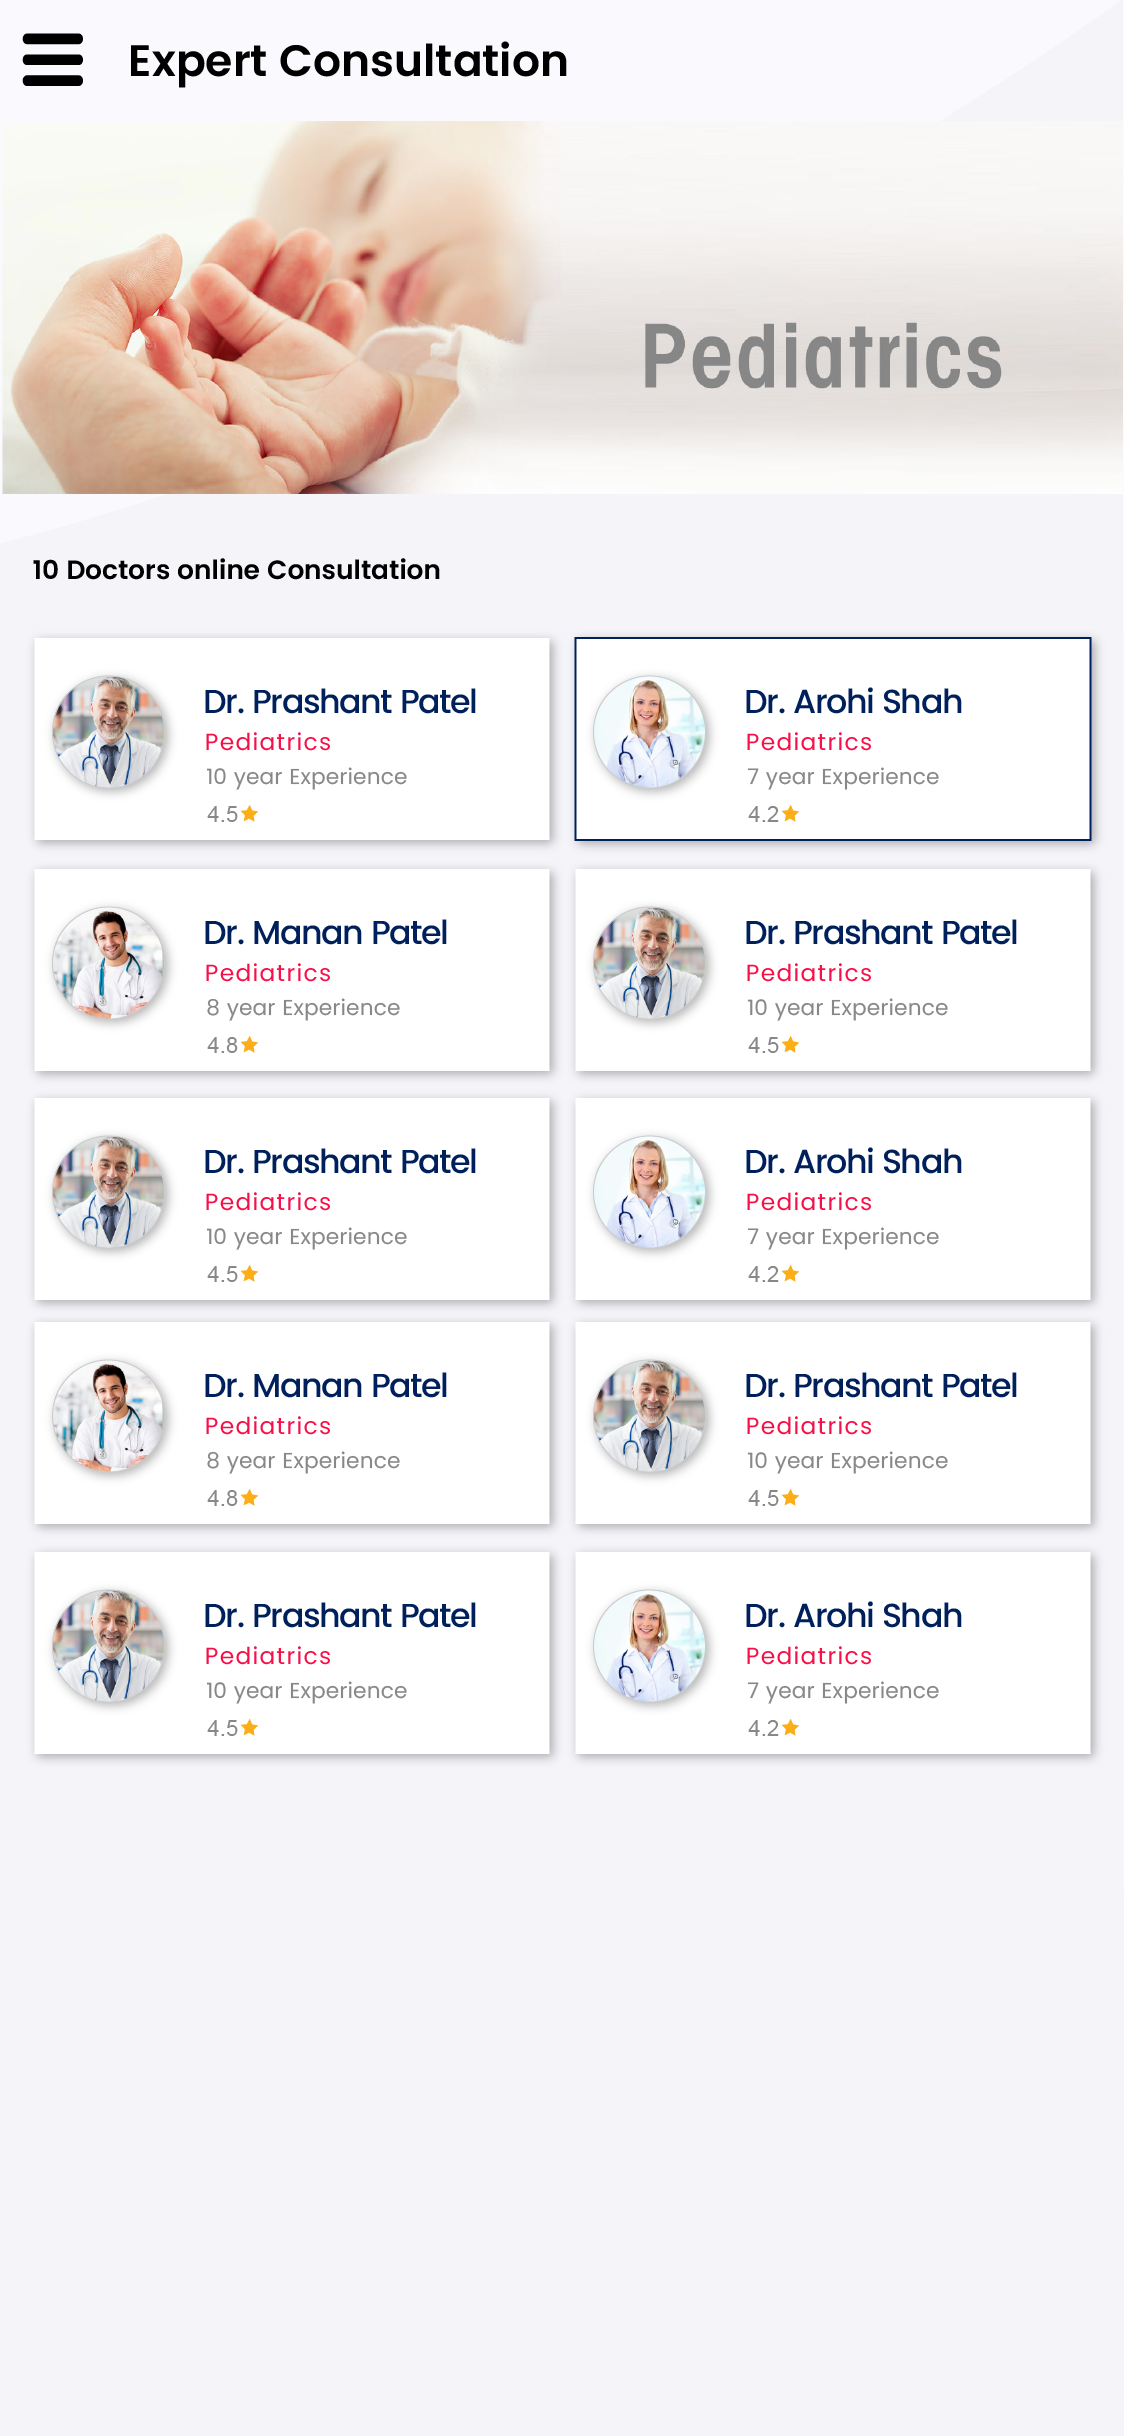 Expert Consultation
Pediatrics
10 Doctors online Consultation
Dr. Prashant Patel
Pediatrics
10 year Experience
4.5
Dr. Arohi Shah
Pediatrics
7 year Experience
4.2
Dr. Manan Patel
Pediatrics
8 year Experience
4.8
Dr. Prashant Patel
Pediatrics
10 year Experience
4.5
Dr. Prashant Patel
Pediatrics
10 year Experience
4.5
Dr. Arohi Shah
Pediatrics
7 year Experience
4.2
Dr. Manan Patel
Pediatrics
8 year Experience
4.8
Dr. Prashant Patel
Pediatrics
10 year Experience
4.5
Dr. Prashant Patel
Pediatrics
10 year Experience
4.5
Dr. Arohi Shah
Pediatrics
7 year Experience
4.2